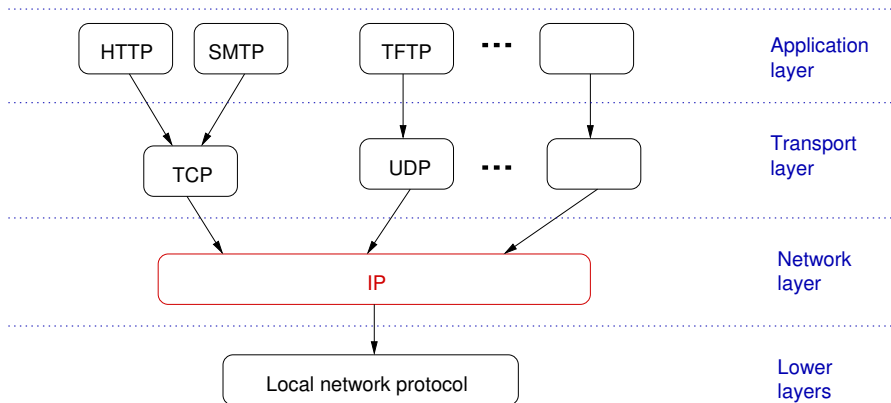 HTTP
SMTP
TFTP
Application
layer
TCP
UDP
Transport
layer
IP
Network
layer
Local network protocol
Lower
layers